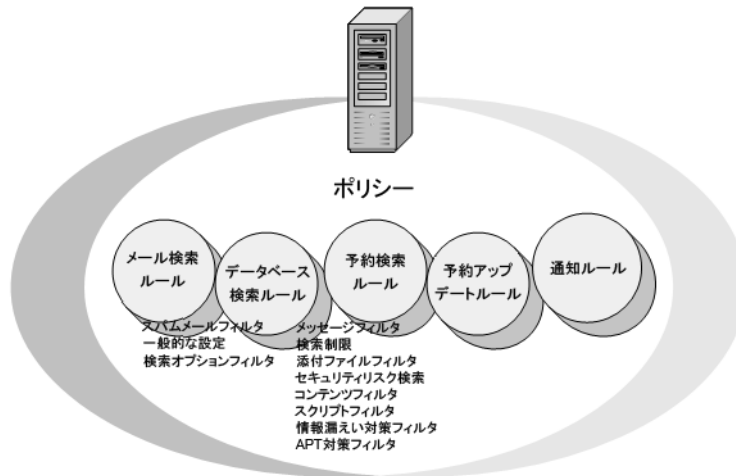 ポリシー
メール検索
ルール
データベース
検索ルール
予約検索
ルール
予約アップ
デートルール
通知ルール
スパムメールフィルタ
一般的な設定
検索オプションフィルタ
メッセージフィルタ
検索制限
添付ファイルフィルタ
セキュリティリスク検索
コンテンツフィルタ
スクリプトフィルタ
情報漏えい対策フィルタ
APT対策フィルタ